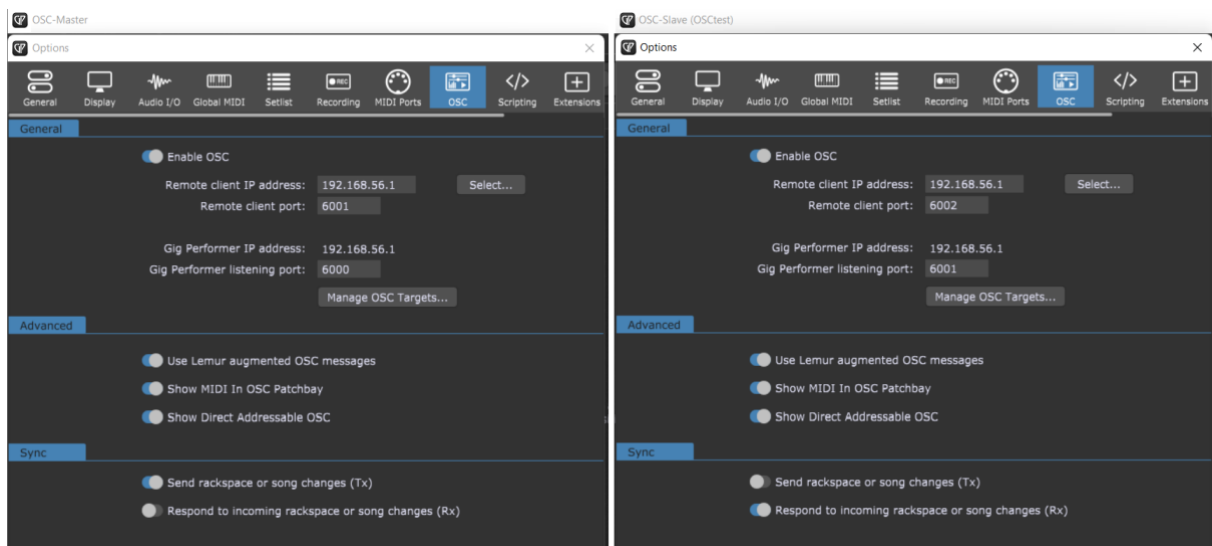 OSC-Master
Options
General Display Audio I/O Global MIDI Setlist REC Recording MIDI Ports OSC Scripting Extensions
General
Enable OSC
Remote client IP address: 192.168.56.1 Select...
Remote client port: 6001
Gig Performer IP address: 192.168.56.1
Gig Performer listening port: 6000
Manage OSC Targets...
Advanced
Use Lemur augmented OSC messages
Show MIDI In OSC Patchbay
Show Direct Addressable OSC
Sync
Send rackspace or song changes (Tx)
Respond to incoming rackspace or song changes (Rx)
OSC-Slave (OSCtest)
Options
General Display Audio I/O Global MIDI Setlist REC Recording MIDI Ports OSC Scripting Extensions
General
Enable OSC
Remote client IP address: 192.168.56.1 Select...
Remote client port: 6002
Gig Performer IP address: 192.168.56.1
Gig Performer listening port: 6001
Manage OSC Targets...
Advanced
Use Lemur augmented OSC messages
Show MIDI In OSC Patchbay
Show Direct Addressable OSC
Sync
Send rackspace or song changes (Tx)
Respond to incoming rackspace or song changes (Rx)